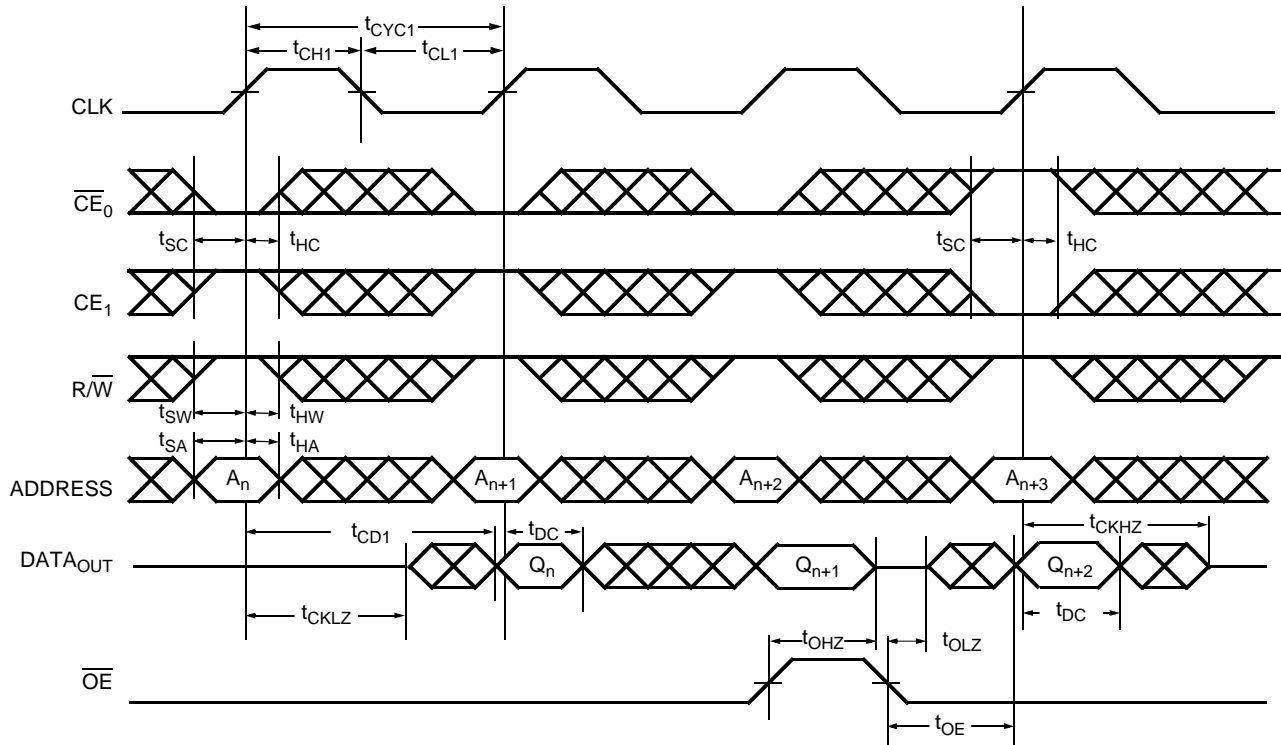 tCYC1
tCH1
tCL1
CLK
CE0
tSC
tHC
tSC
tHC
CE1
R/W
tSW
tHW
tSA
tHA
ADDRESS
An
An+1
An+2
An+3
tCD1
tDC
tCKHZ
DATAOUT
Qn
Qn+1
Qn+2
tCKLZ
tDC
tOHZ
tOLZ
OE
tOE